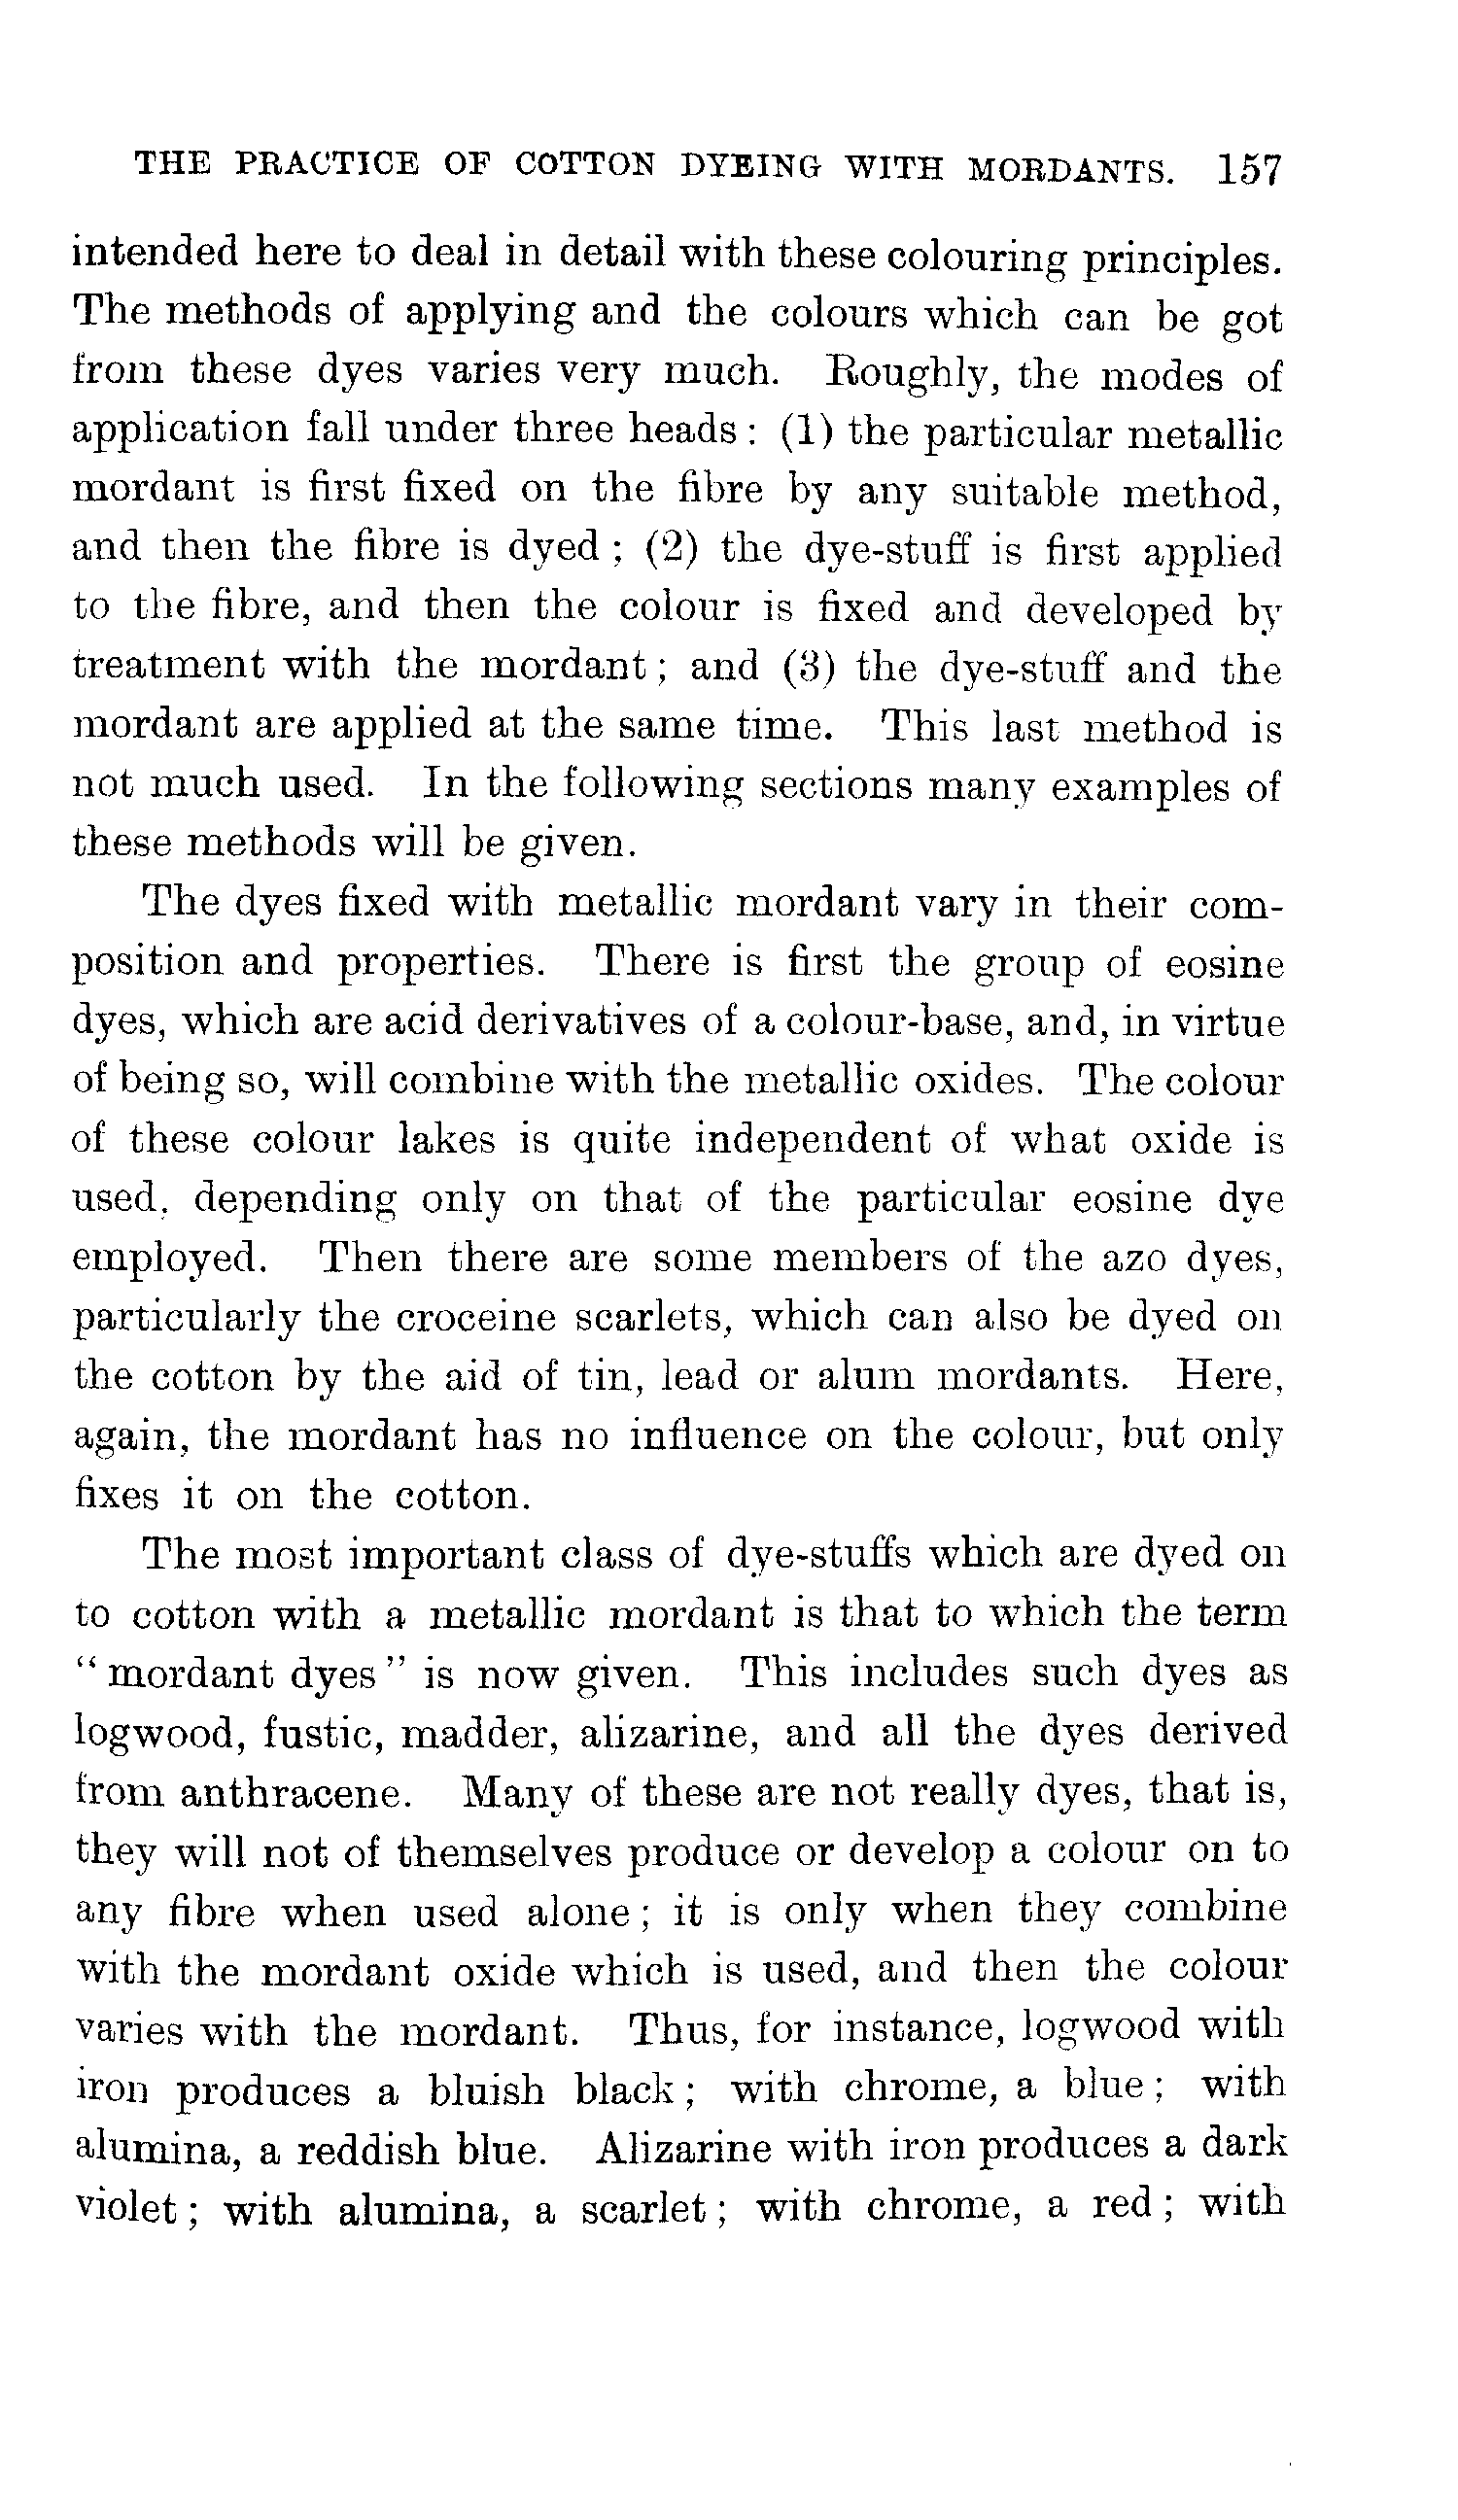 THE PRACTICE OF COTTON DYEING WITH MORDANTS. 157
intended here to deal in detail with these colouring principles.
The methods of applying and the colours which can be got
from these dyes varies very much. Roughly, the modes of
application fall under three heads : (1) the particular metallic
mordant is first fixed on the fibre by any suitable method,
and then the fibre is dyed ; (2) the dye-stuff is first applied
to the fibre, and then the colour is fixed and developed by
treatment with the mordant ; and (3) the dye-stuff and the
mordant are applied at the same time. This last method is
not much used. In the following sections many examples of
these methods will be given.
The dyes fixed with metallic mordant vary in their com-
position and properties. There is first the group of eosine
dyes, which are acid derivatives of a colour-base, and, in virtue
of being so, will combine with the metallic oxides. The colour
of these colour lakes is quite independent of what oxide is
used, depending only on that of the particular eosine dye
employed. Then there are some members of the azo dyes,
particularly the croceine scarlets, which can also be dyed on
the cotton by the aid of tin, lead or alum mordants. Here,
again, the mordant has no influence on the colour, but only
fixes it on the cotton.
The most important class of dye-stuffs which are dyed on
to cotton with a metallic mordant is that to which the term
“ mordant dyes ” is now given. This includes such dyes as
logwood, fustic, madder, alizarine, and all the dyes derived
from anthracene. Many of these are not really dyes, that is,
they will not of themselves produce or develop a colour on to
any fibre when used alone ; it is only when they combine
with the mordant oxide which is used, and then the colour
varies with the mordant. Thus, for instance, logwood with
iron produces a bluish black ; with chrome, a blue ; with
alumina, a reddish blue. Alizarine with iron produces a dark
violet ; with alumina, a scarlet ; with chrome, a red ; with